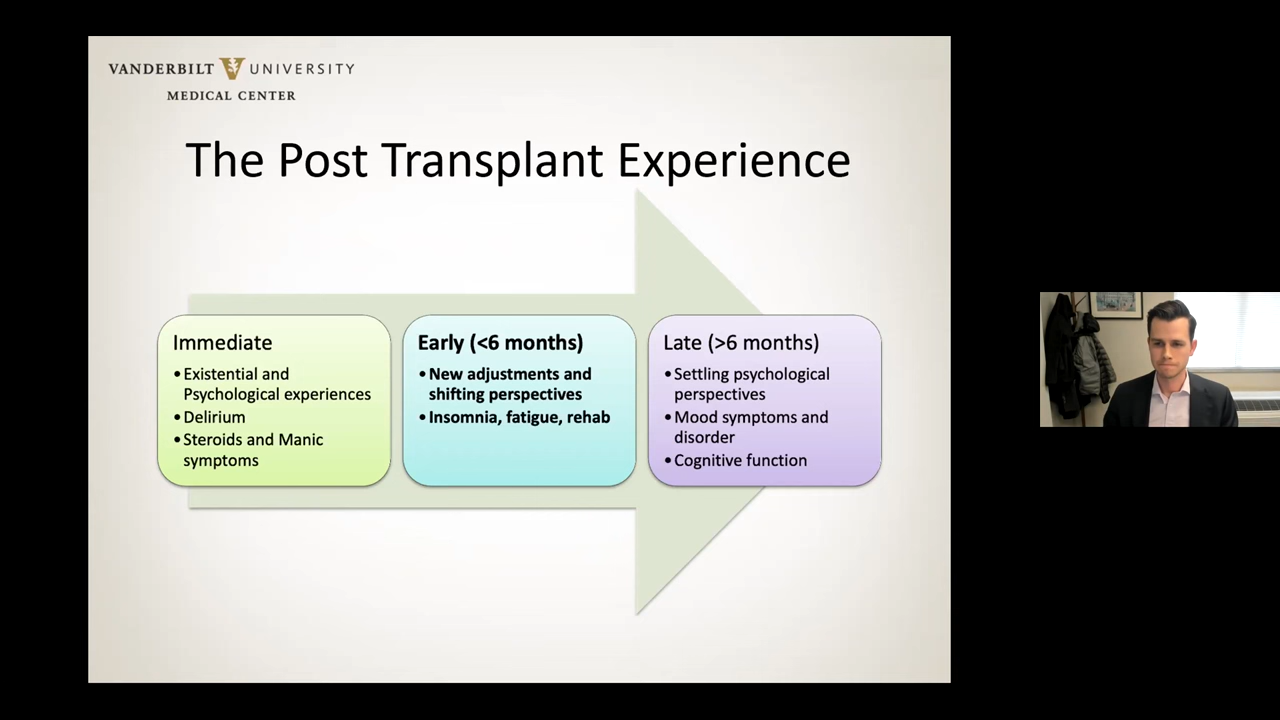 VANDERBILT UNIVERSITY
MEDICAL CENTER
The Post Transplant Experience
Immediate
•Existential and
Psychological experiences
•Delirium
•Steroids and Manic
symptoms
Early (<6 months)
•New adjustments and
shifting perspectives
•Insomnia, fatigue, rehab
Late (>6 months)
•Settling psychological
perspectives
•Mood symptoms and
disorder
•Cognitive function